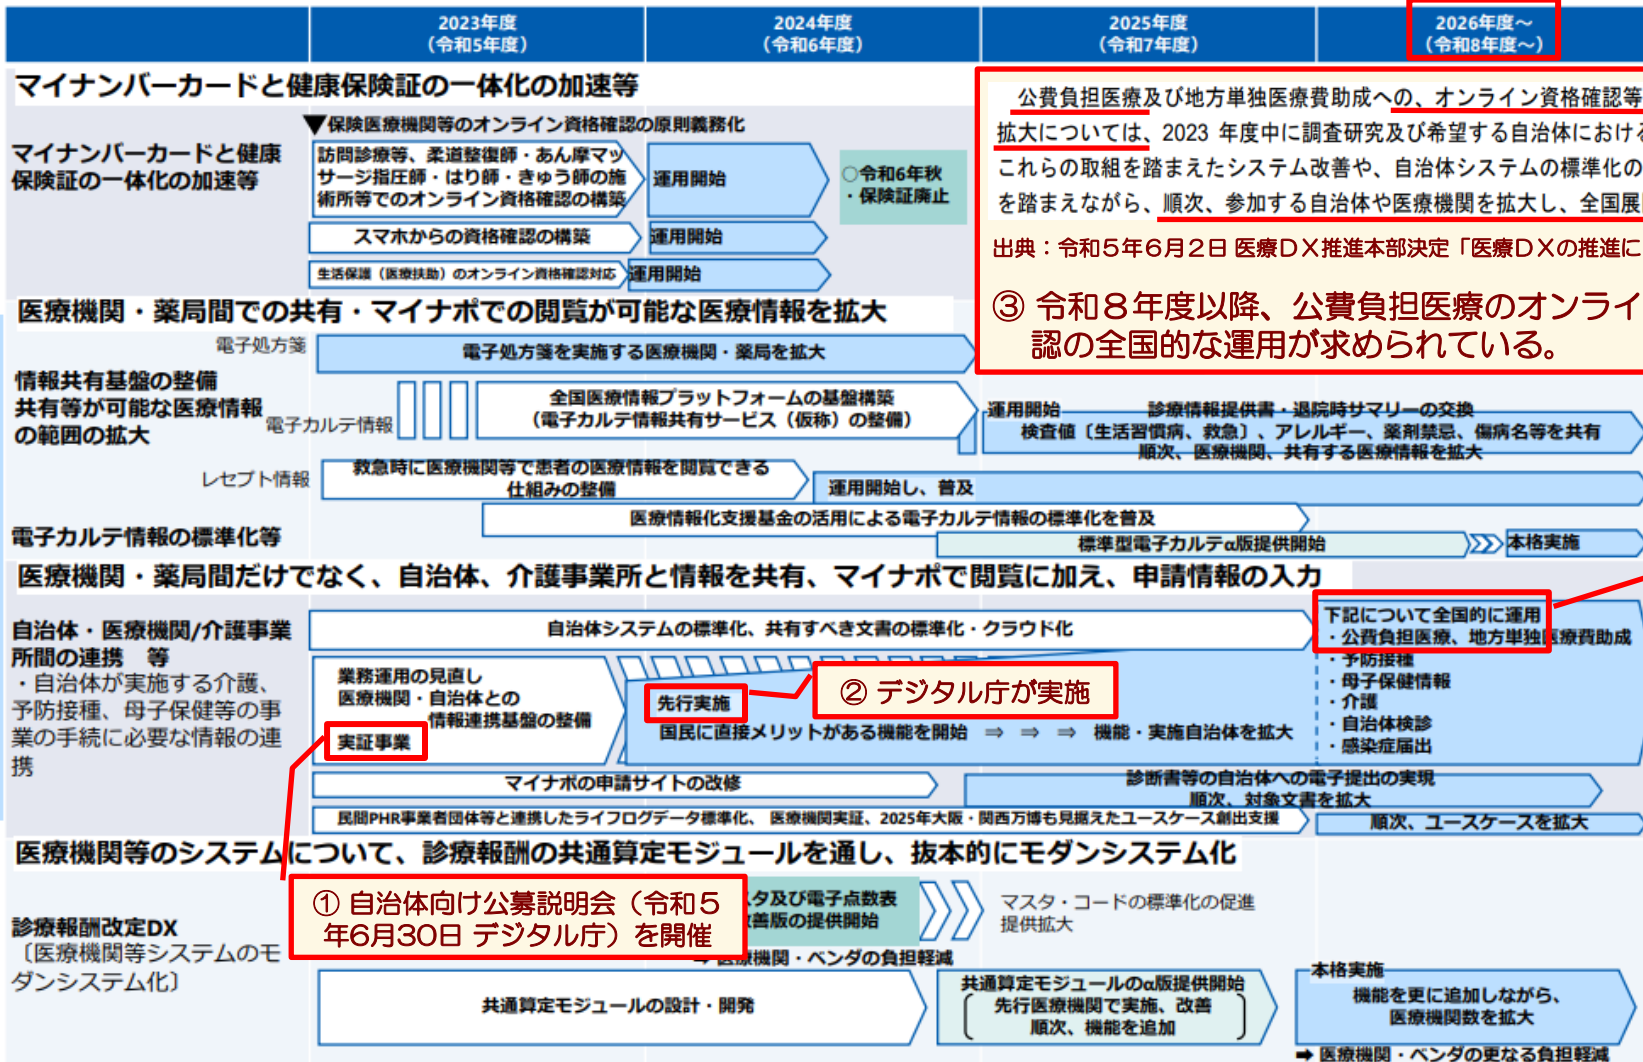 2023年度
（令和5年度）
2024年度
（令和6年度）
2025年度
（令和7年度）
2026年度～
（令和8年度～）
マイナンバーカードと健康保険証の一体化の加速等
公費負担医療及び地方単独医療費助成への、オンライン資格確認等
拡大については、2023 年度中に調査研究及び希望する自治体におけ
これらの取組を踏まえたシステム改善や、自治体システムの標準化の
を踏まえながら、順次、参加する自治体や医療機関を拡大し、全国展
出典：令和５年６月２日 医療ＤＸ推進本部決定「医療ＤＸの推進に
③ 令和８年度以降、公費負担医療のオンライ
認の全国的な運用が求められている。
▼保険医療機関等のオンライン資格確認の原則義務化
マイナンバーカードと健康
保険証の一体化の加速等
訪問診療等、柔道整復師・あん摩マッ
サージ指圧師・はり師・きゅう師の施
術所等でのオンライン資格確認の構築
運用開始
○令和6年秋
・保険証廃止
スマホからの資格確認の構築
運用開始
生活保護（医療扶助）のオンライン資格確認対応
運用開始
医療機関・薬局間での共有・マイナポでの閲覧が可能な医療情報を拡大
電子処方箋
電子処方箋を実施する医療機関・薬局を拡大
情報共有基盤の整備
共有等が可能な医療情報
の範囲の拡大
電子カルテ情報
全国医療情報プラットフォームの基盤構築
（電子カルテ情報共有サービス（仮称）の整備）
運用開始
診療情報提供書・退院時サマリーの交換
検査値〔生活習慣病、救急〕、アレルギー、薬剤禁忌、傷病名等を共有
順次、医療機関、共有する医療情報を拡大
レセプト情報
救急時に医療機関等で患者の医療情報を閲覧できる
仕組みの整備
運用開始し、普及
電子カルテ情報の標準化等
医療情報化支援基金の活用による電子カルテ情報の標準化を普及
標準型電子カルテα版提供開始
本格実施
医療機関・薬局間だけでなく、自治体、介護事業所と情報を共有、マイナポで閲覧に加え、申請情報の入力
自治体・医療機関/介護事業
所間の連携　等
・自治体が実施する介護、
予防接種、母子保健等の事
業の手続に必要な情報の連
携
自治体システムの標準化、共有すべき文書の標準化・クラウド化
業務運用の見直し
医療機関・自治体との
情報連携基盤の整備
実証事業
先行実施
② デジタル庁が実施
国民に直接メリットがある機能を開始　⇒　⇒　⇒　機能・実施自治体を拡大
下記について全国的に運用
・公費負担医療、地方単独医療費助成
・予防接種
・母子保健情報
・介護
・自治体検診
・感染症届出
マイナポの申請サイトの改修
診断書等の自治体への電子提出の実現
順次、対象文書を拡大
民間PHR事業者団体等と連携したライフログデータ標準化、 医療機関実証、2025年大阪・関西万博も見据えたユースケース創出支援
順次、ユースケースを拡大
医療機関等のシステムについて、診療報酬の共通算定モジュールを通し、抜本的にモダンシステム化
① 自治体向け公募説明会（令和５
年6月30日 デジタル庁）を開催
診療報酬改定DX
〔医療機関等システムのモ
ダンシステム化〕
タ及び電子点数表
善版の提供開始
マスタ・コードの標準化の促進
提供拡大
➡ 医療機関・ベンダの負担軽減
共通算定モジュールの設計・開発
共通算定モジュールのα版提供開始
先行医療機関で実施、改善
順次、機能を追加
本格実施
機能を更に追加しながら、
医療機関数を拡大
➡ 医療機関・ベンダの更なる負担軽減